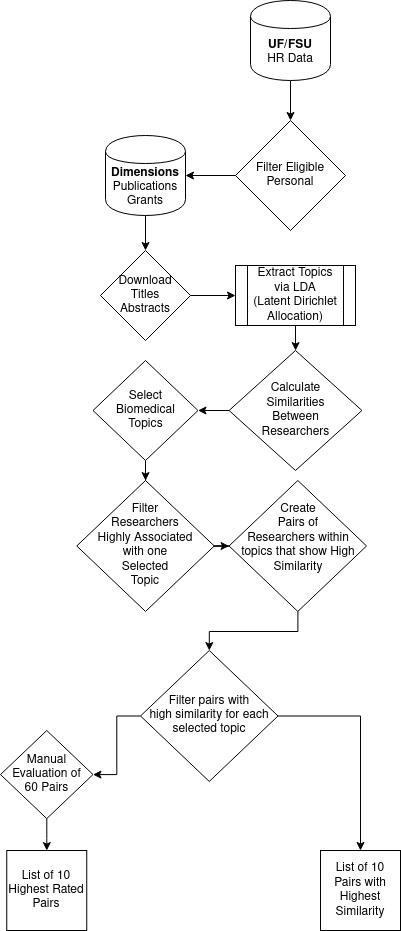 UF/FSU
HR Data
Filter Eligible
Personal
Dimensions
Publications
Grants
Download
Titles
Abstracts
Extract Topics
via LDA
(Latent Dirichlet
Allocation)
Calculate
Similarities
Between
Researchers
Select
Biomedical
Topics
Filter
Researchers
Highly Associated
with one
Selected
Topic
Create
Pairs of
Researchers within
topics that show High
Similarity
Filter pairs with
high similarity for each
selected topic
Manual
Evaluation of
60 Pairs
List of 10
Highest Rated
Pairs
List of 10
Pairs with
Highest
Similarity